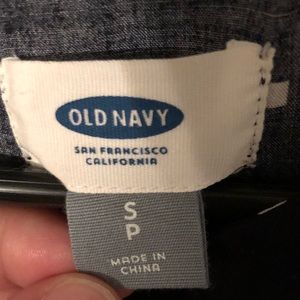 OLD NAVY
SAN FRANCISCO
CALIFORNIA
S
P
MADE IN
CHINA